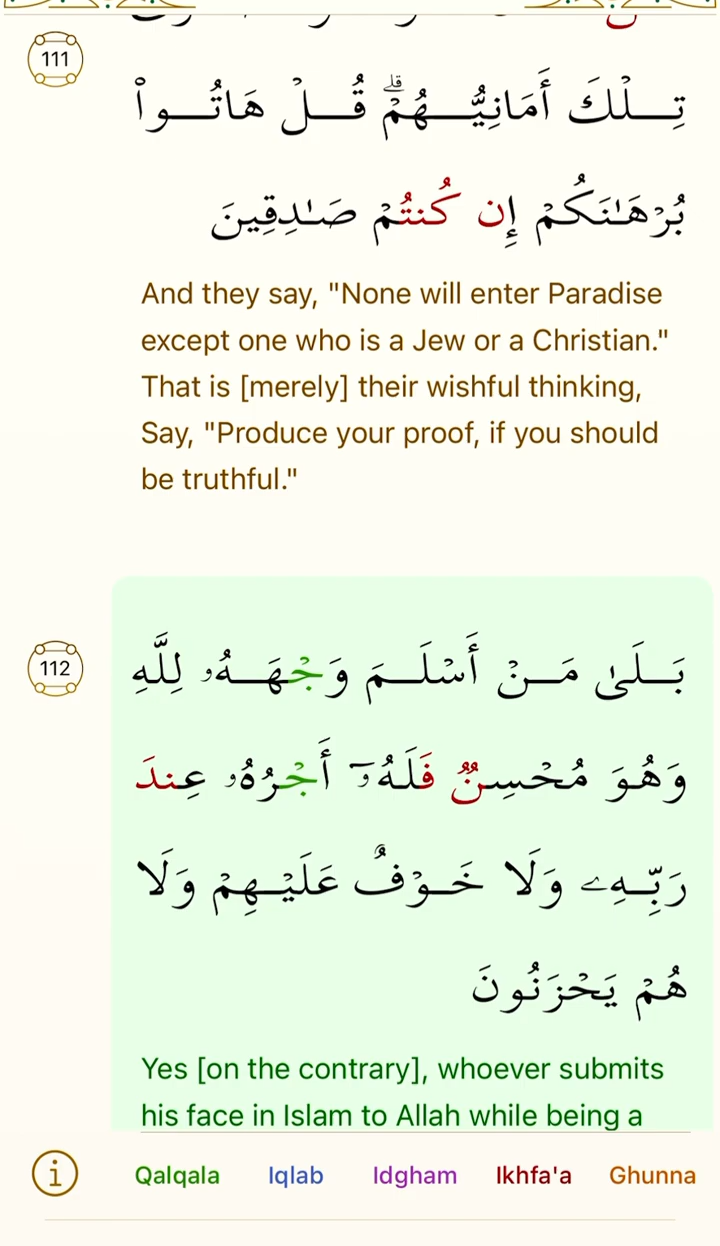 111
تِلْكَ أَمَانِيُّهُمْ ۗ قُلْ هَاتُوا۟
بُرْهَـٰنَكُمْ إِن كُنتُمْ صَـٰدِقِينَ
And they say, "None will enter Paradise
except one who is a Jew or a Christian."
That is [merely] their wishful thinking,
Say, "Produce your proof, if you should
be truthful."
112
بَلَىٰ مَنْ أَسْلَمَ وَجْهَهُۥ لِلَّهِ
وَهُوَ مُحْسِنٌ فَلَهُۥٓ أَجْرُهُۥ عِندَ
رَبِّهِۦ وَلَا خَوْفٌ عَلَيْهِمْ وَلَا
هُمْ يَحْزَنُونَ
Yes [on the contrary], whoever submits
his face in Islam to Allah while being a
Qalqala Iqlab Idgham Ikhfa'a Ghunna